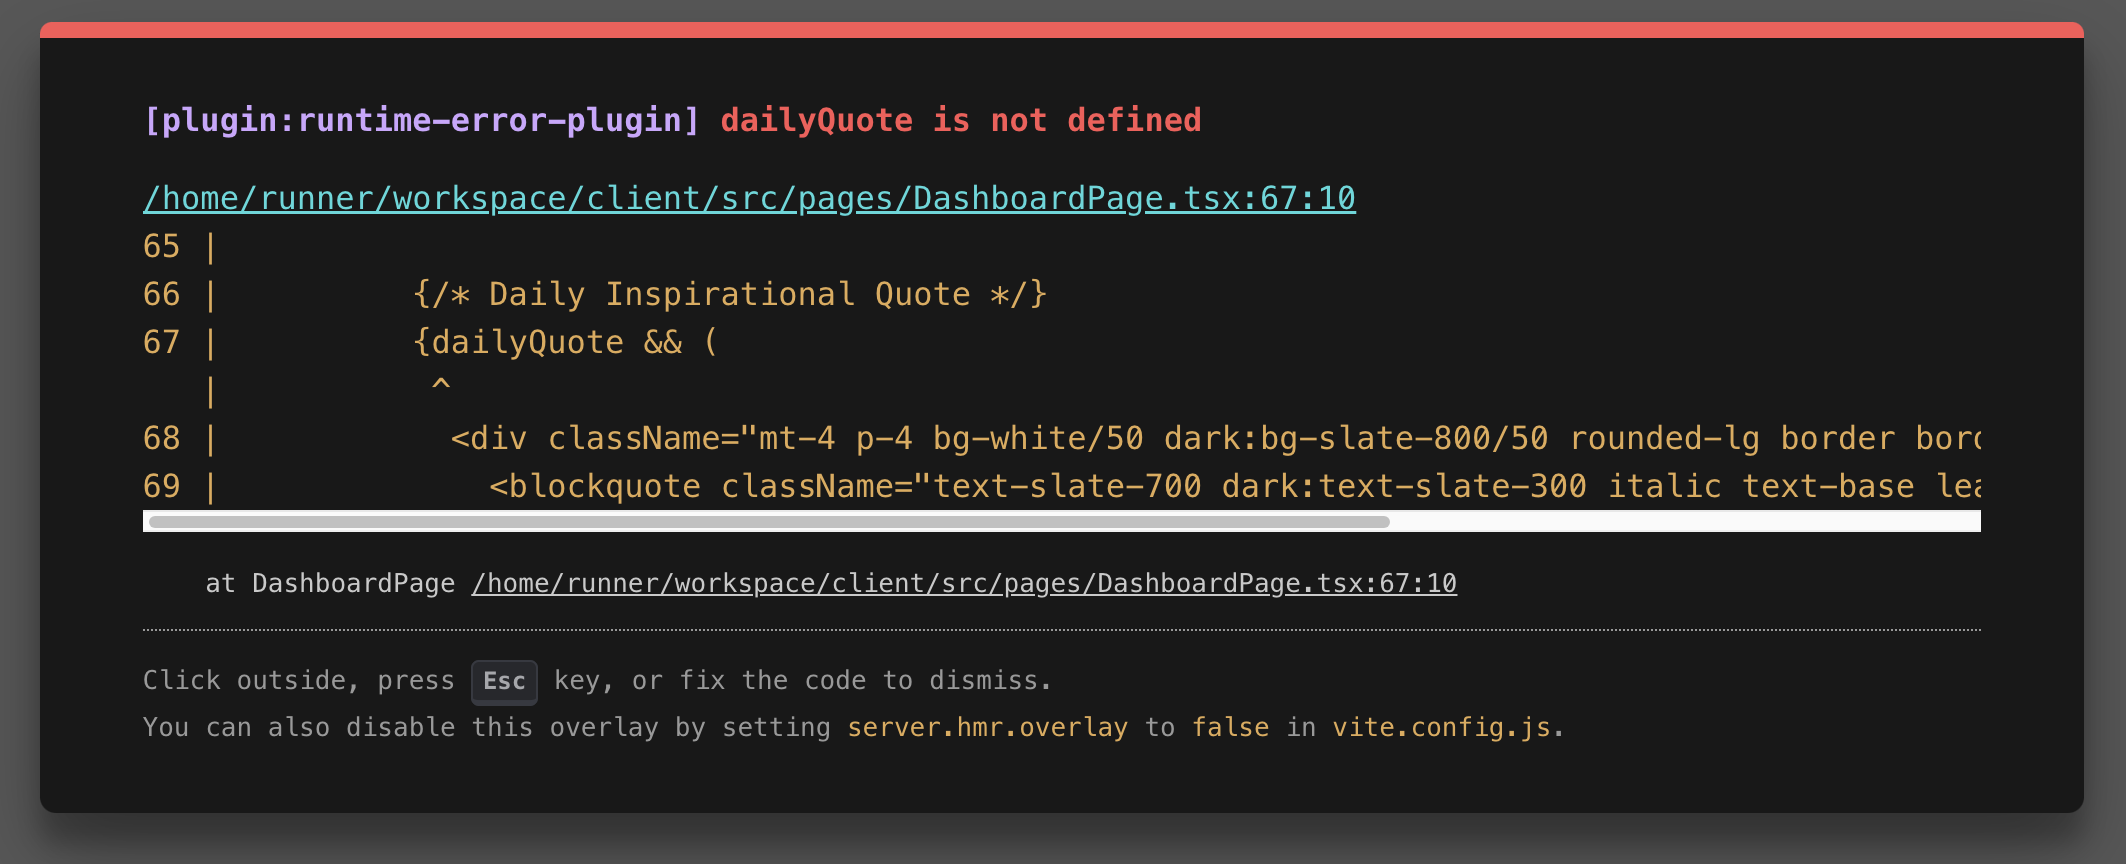 [plugin:runtime-error-plugin] dailyQuote is not defined
/home/runner/workspace/client/src/pages/DashboardPage.tsx:67:10
65 |
66 |          {/* Daily Inspirational Quote */}
67 |          {dailyQuote && (
   |           ^
68 |            <div className="mt-4 p-4 bg-white/50 dark:bg-slate-800/50 rounded-lg border
69 |              <blockquote className="text-slate-700 dark:text-slate-300 italic text-base
    at DashboardPage /home/runner/workspace/client/src/pages/DashboardPage.tsx:67:10
Click outside, press Esc key, or fix the code to dismiss.
You can also disable this overlay by setting server.hmr.overlay to false in vite.config.js.